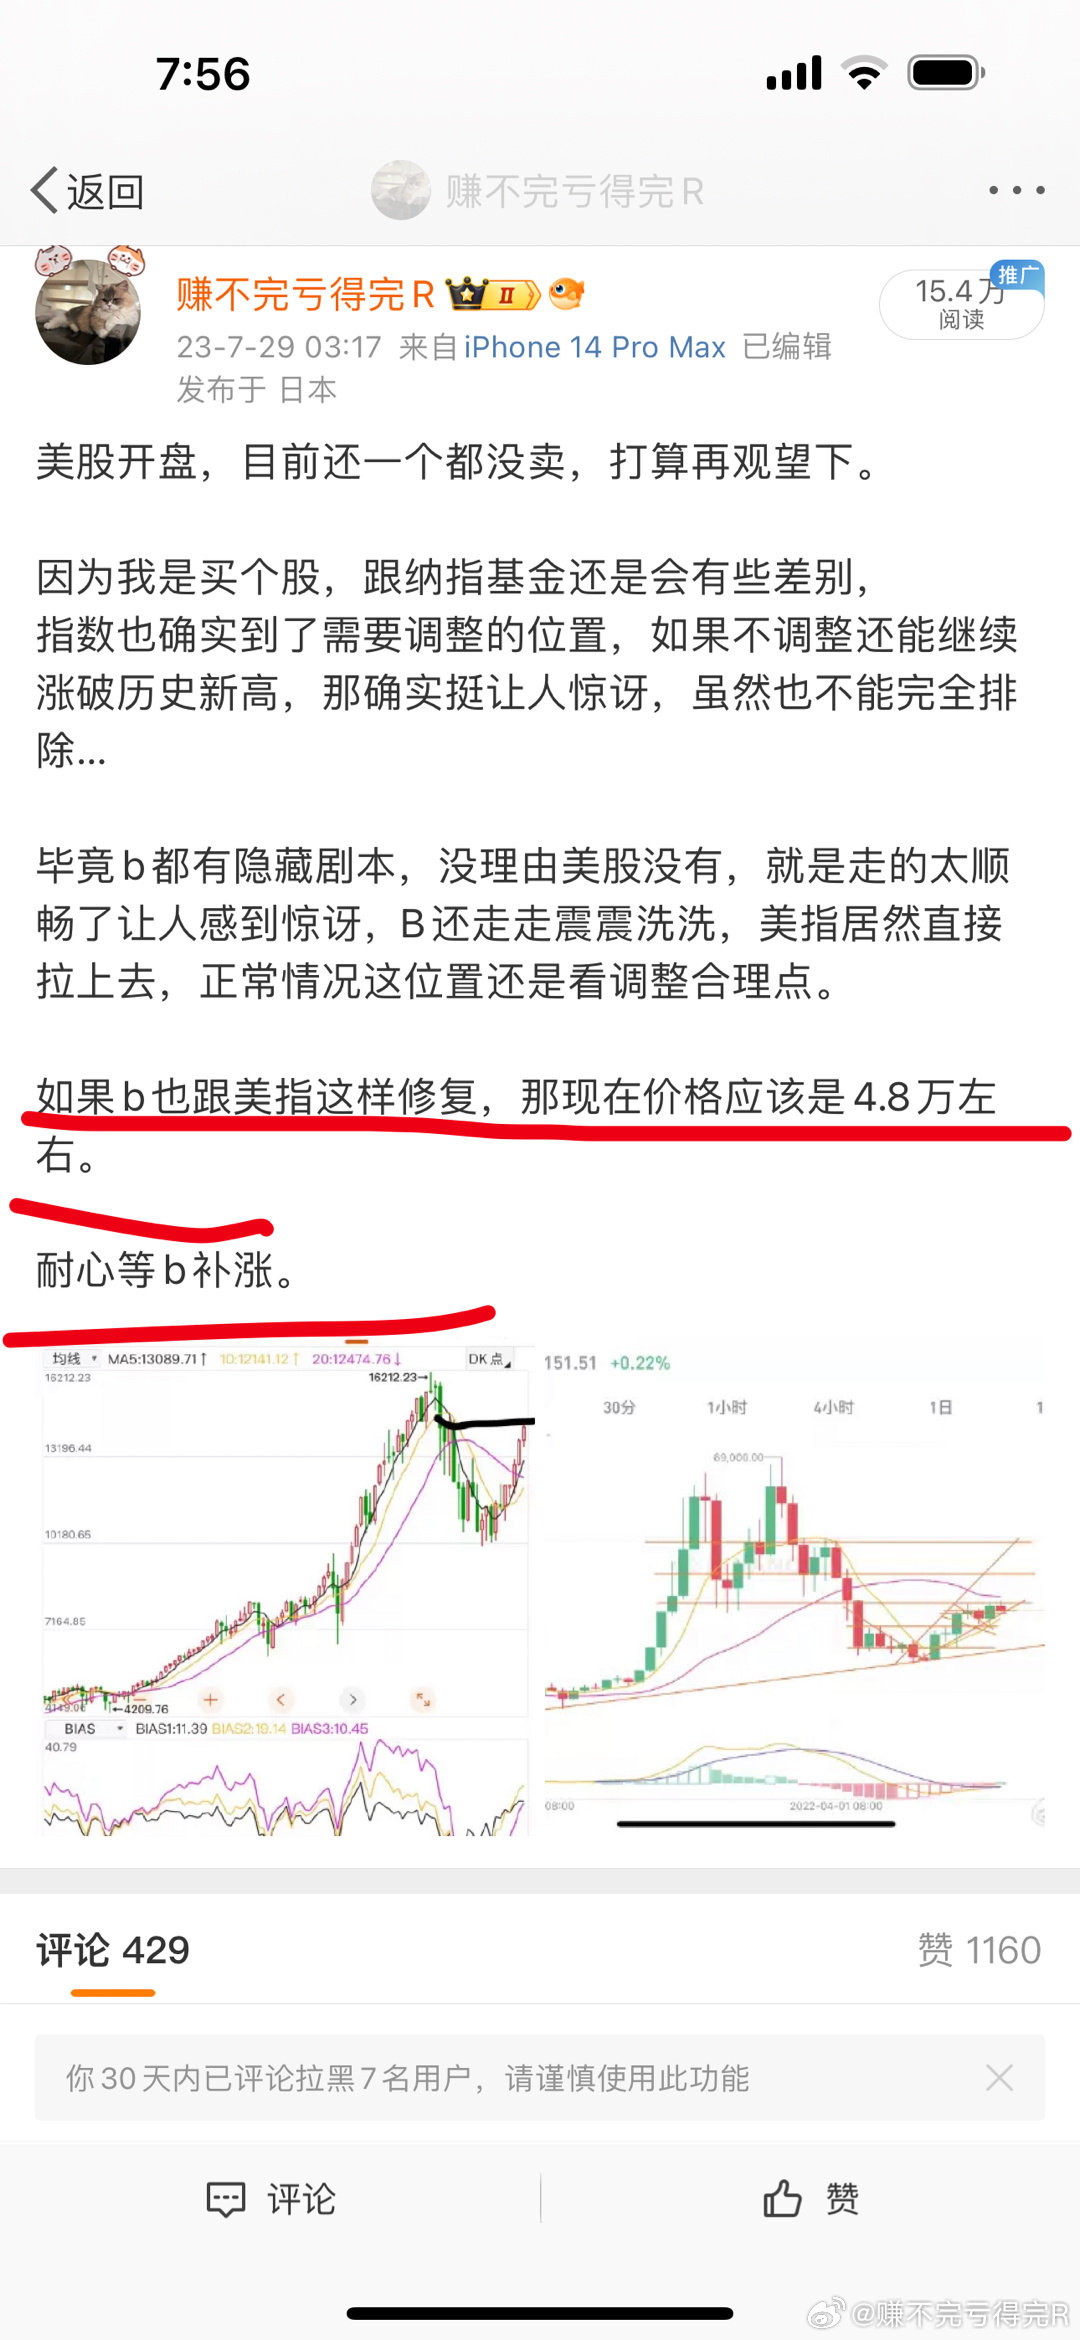 7:56
返回
赚不完亏得完R
赚不完亏得完R II
15.4万
推广
阅读
23-7-29 03:17 来自 iPhone 14 Pro Max 已编辑
发布于 日本
美股开盘，目前还一个都没卖，打算再观望下。
因为我是买个股，跟纳指基金还是会有些差别，
指数也确实到了需要调整的位置，如果不调整还能继续
涨破历史新高，那确实挺让人惊讶，虽然也不能完全排
除...
毕竟b都有隐藏剧本，没理由美股没有，就是走的太顺
畅了让人感到惊讶，B还走走震震洗洗，美指居然直接
拉上去，正常情况这位置还是看调整合理点。
如果b也跟美指这样修复，那现在价格应该是4.8万左
右。
耐心等b补涨。
均线 MA5:13089.71↑ 10:12141.12↑ 20:12474.76↓ DK点
16212.23
16212.23→
13196.44
10180.65
7164.85
4149.06
←4209.76
BIAS BIAS1:11.39 BIAS2:19.14 BIAS3:10.45
40.79
151.51 +0.22%
30分 1小时 4小时 1日 1
69,000.00
08:00
2022-04-01 08:00
评论 429
赞 1160
你30天内已评论拉黑7名用户，请谨慎使用此功能
评论
赞
@赚不完亏得完R